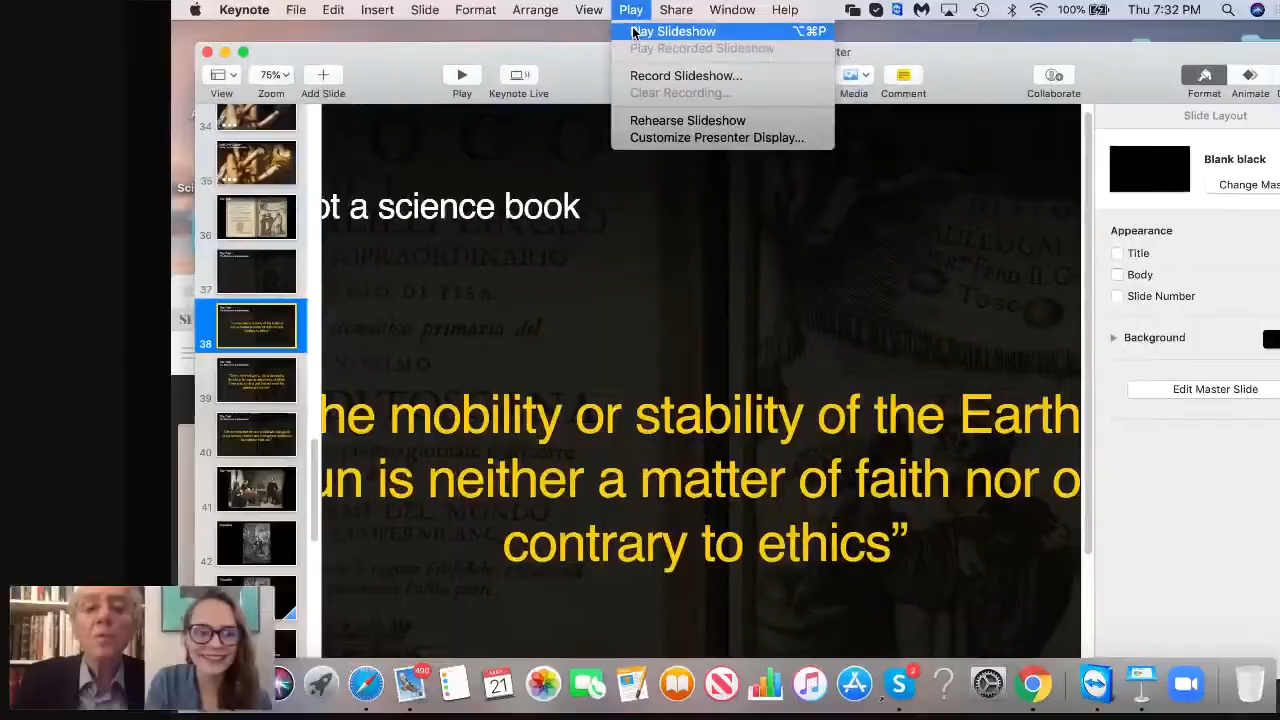 Keynote File Edit Insert Slide Format Arrange View Play Share Window Help 100% Thu 7:32 PM
Play Slideshow ⌥⌘P
Play Recorded Slideshow
Record Slideshow...
Clear Recording...
Rehearse Slideshow
Customize Presenter Display...
75%
View Zoom Add Slide Play Keynote Live Media Comment Collaborate Format Animate
Slide Layout
Blank black
Change Mas
Appearance
Title
Body
Slide Number
Background
Edit Master Slide
34
35
36
37
38
39
40
41
42
ot a science book
he mobility or stability of the Earth
un is neither a matter of faith nor o
contrary to ethics”
490
21
2